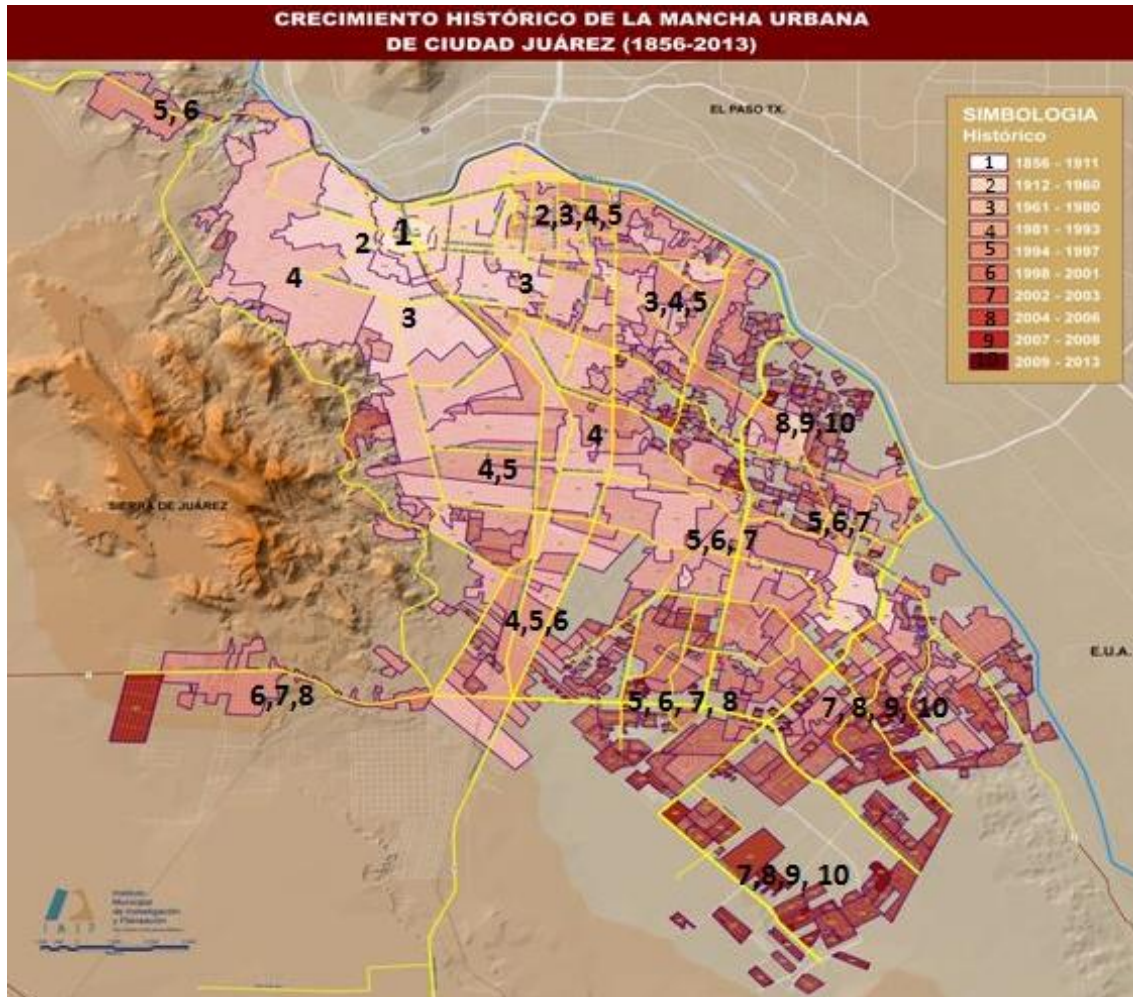 CRECIMIENTO HISTÓRICO DE LA MANCHA URBANA
DE CIUDAD JUÁREZ (1856-2013)
EL PASO TX.
SIMBOLOGIA
Histórico
1 1856 - 1911
2 1912 - 1960
3 1961 - 1980
4 1981 - 1993
5 1994 - 1997
6 1998 - 2001
7 2002 - 2003
8 2004 - 2006
9 2007 - 2008
10 2009 - 2013
5, 6
1
2
2,3,4,5
4
3
3,4,5
3
8,9,10
4
4,5
SIERRA DE JUÁREZ
5,6,7
5,6, 7
4,5,6
E.U.A.
6,7,8
5, 6, 7, 8
7, 8, 9, 10
7,8,9, 10
Instituto
Municipal
de Investigación
y Planeación